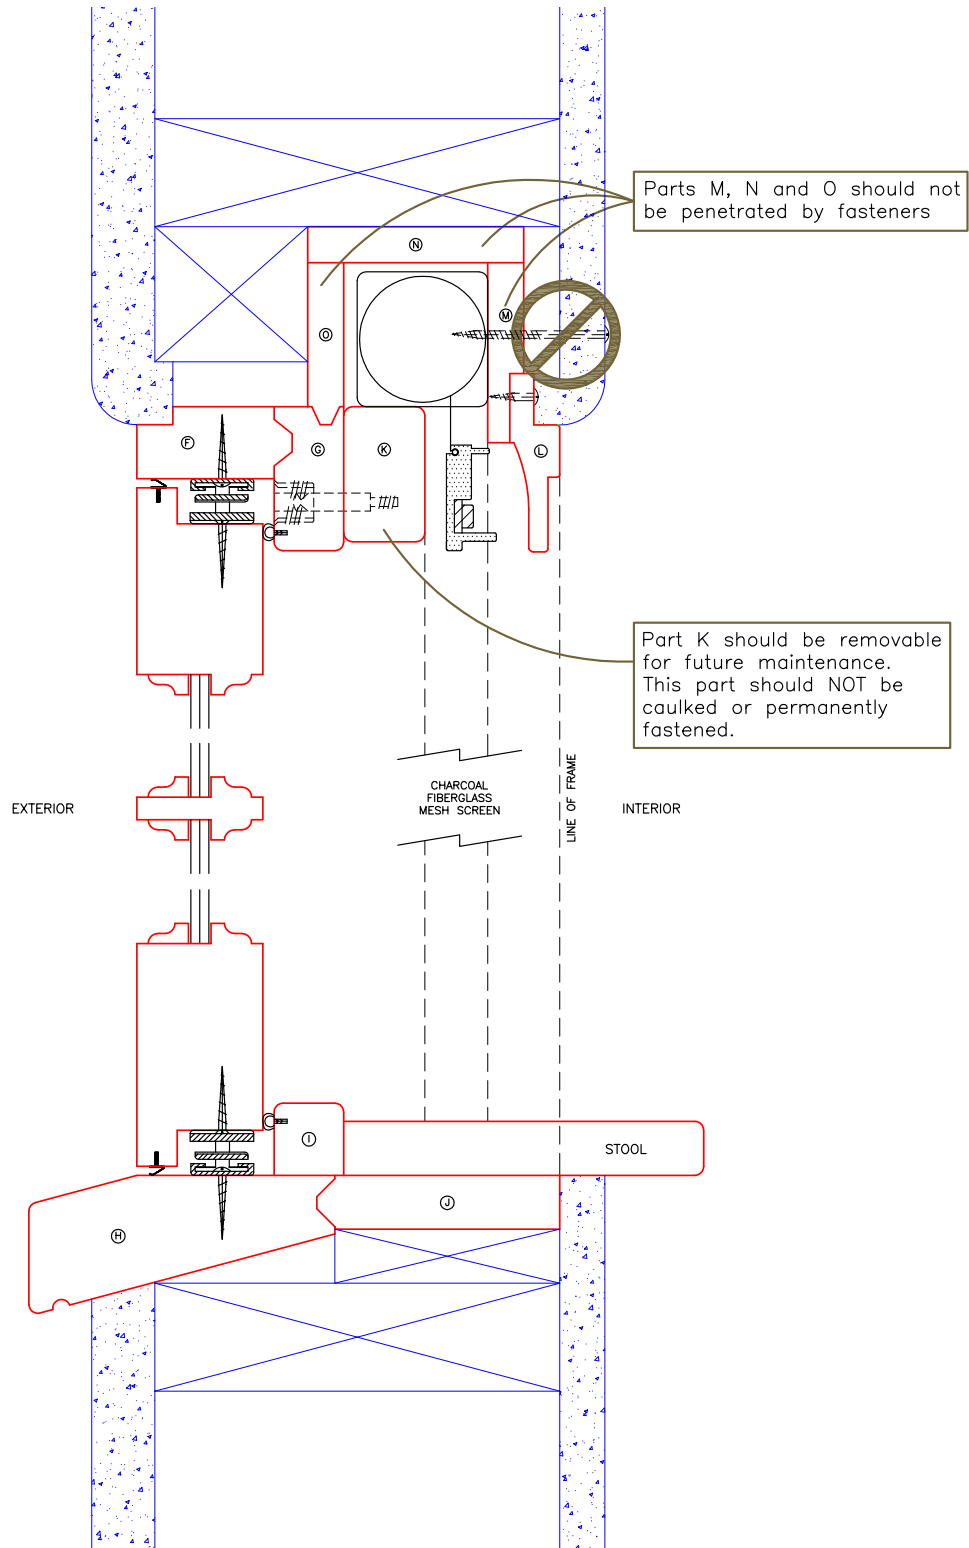 Parts M, N and O should not
be penetrated by fasteners
N
M
O
F
G
K
L
Part K should be removable
for future maintenance.
This part should NOT be
caulked or permanently
fastened.
CHARCOAL
FIBERGLASS
MESH SCREEN
LINE OF FRAME
EXTERIOR
INTERIOR
I
STOOL
J
H